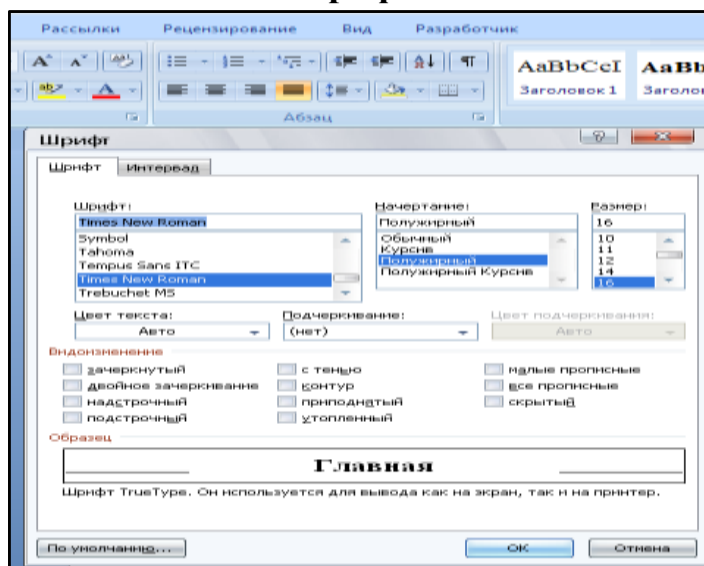 Рассылки Рецензирование Вид Разработчик
AaBbCcI AaBb
Заголовок 1 Заголо
Абзац
Шрифт
Шрифт Интервал
Шрифт: Начертание: Размер:
Times New Roman Полужирный 16
Symbol Обычный 10
Tahoma Курсив 11
Tempus Sans ITC Полужирный 12
Times New Roman Полужирный Курсив 14
Trebuchet MS 16
Цвет текста: Подчеркивание: Цвет подчеркивания:
Авто (нет) Авто
Видоизменение
зачеркнутый с тенью малые прописные
двойное зачеркивание контур все прописные
надстрочный приподнятый скрытый
подстрочный утопленный
Образец
Главная
Шрифт TrueType. Он используется для вывода как на экран, так и на принтер.
По умолчанию... ОК Отмена